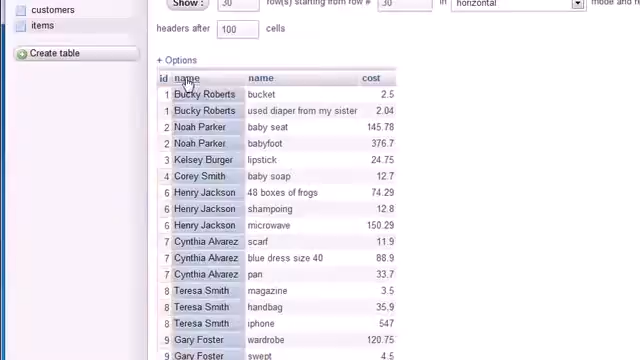 customers
items
Create table
Show : 30 row(s) starting from row # 30 in horizontal mode and re
headers after 100 cells
+ Options
id name name cost
1 Bucky Roberts bucket 2.5
1 Bucky Roberts used diaper from my sister 2.04
2 Noah Parker baby seat 145.78
2 Noah Parker babyfoot 376.7
3 Kelsey Burger lipstick 24.75
4 Corey Smith baby soap 12.7
6 Henry Jackson 48 boxes of frogs 74.29
6 Henry Jackson shampoing 12.8
6 Henry Jackson microwave 150.29
7 Cynthia Alvarez scarf 11.9
7 Cynthia Alvarez blue dress size 40 88.9
7 Cynthia Alvarez pan 33.7
8 Teresa Smith magazine 3.5
8 Teresa Smith handbag 35.9
8 Teresa Smith iphone 547
9 Gary Foster wardrobe 120.75
9 Gary Foster swept 4.5